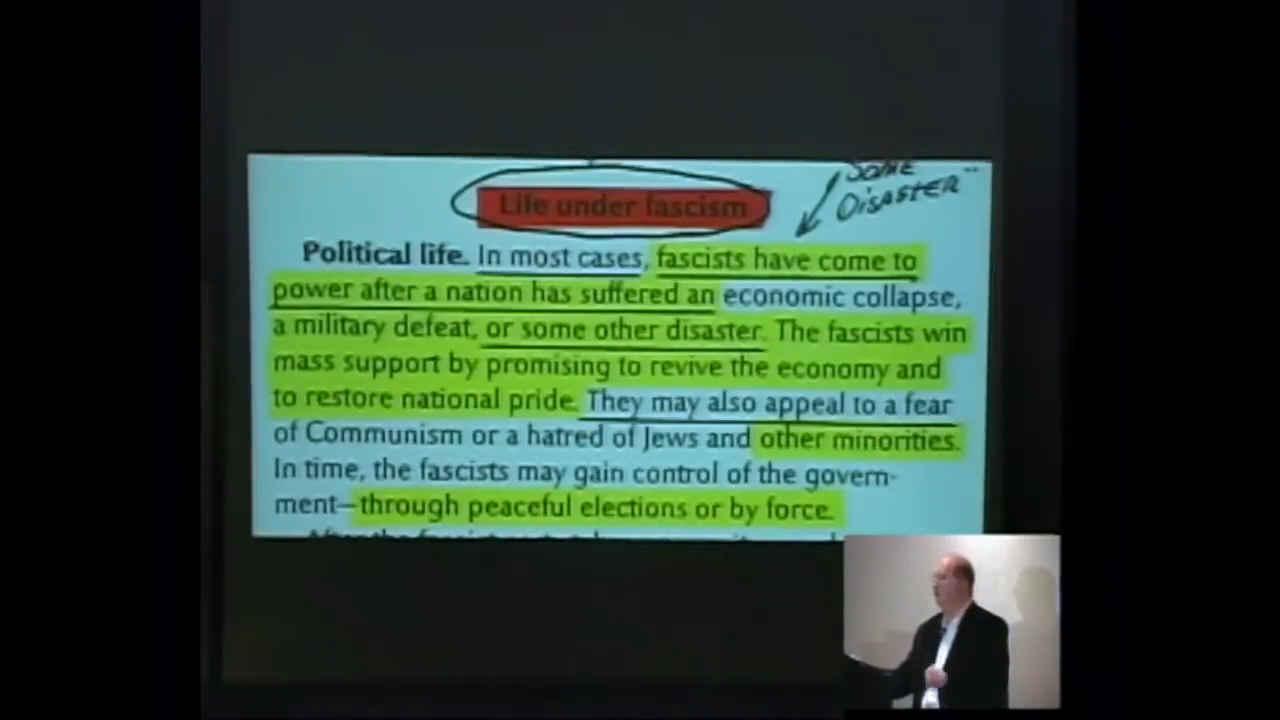 SOME
DISASTER"
Life under fascism
Political life. In most cases, fascists have come to
power after a nation has suffered an economic collapse,
a military defeat, or some other disaster. The fascists win
mass support by promising to revive the economy and
to restore national pride. They may also appeal to a fear
of Communism or a hatred of Jews and other minorities.
In time, the fascists may gain control of the govern-
ment—through peaceful elections or by force.